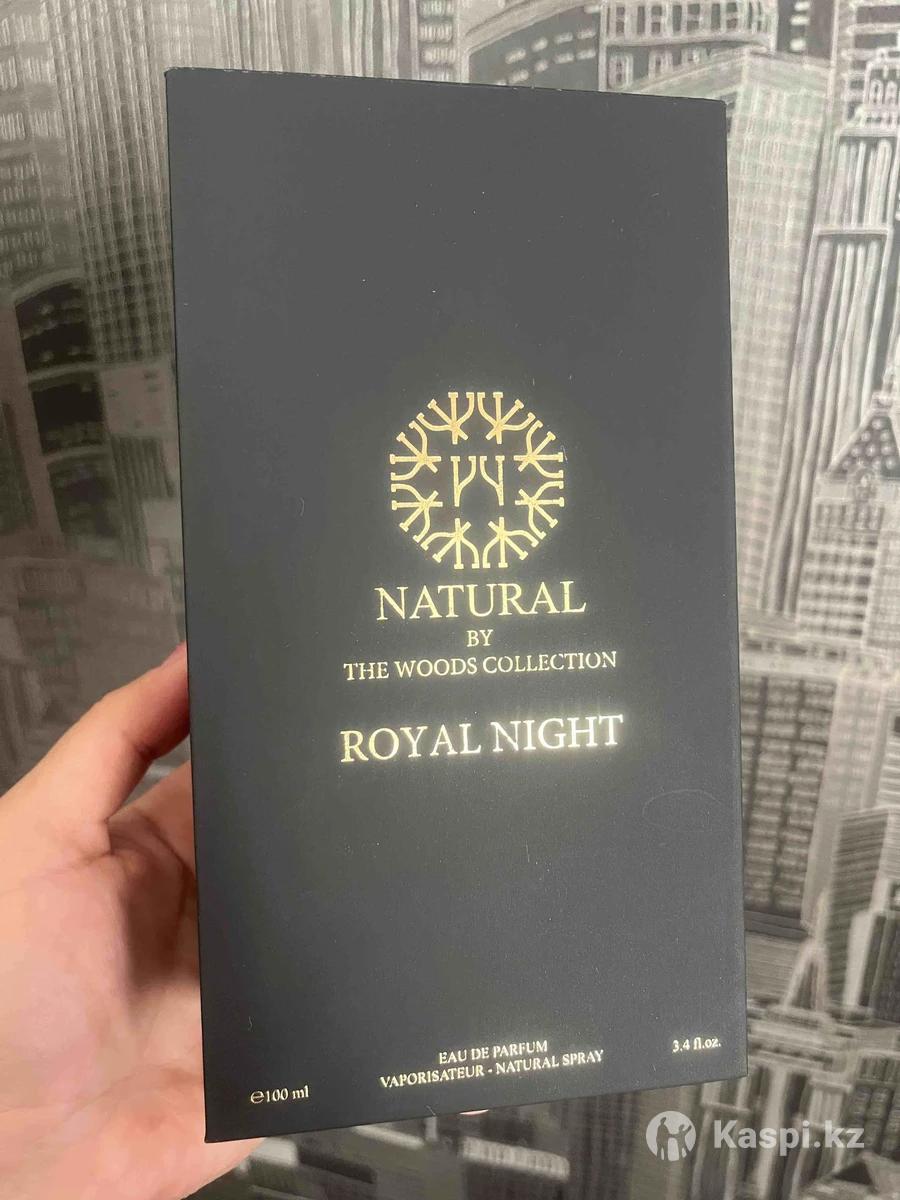 NATURAL
BY
THE WOODS COLLECTION
ROYAL NIGHT
EAU DE PARFUM
VAPORISATEUR - NATURAL SPRAY
℮100 ml
3.4 fl.oz.
Kaspi.kz